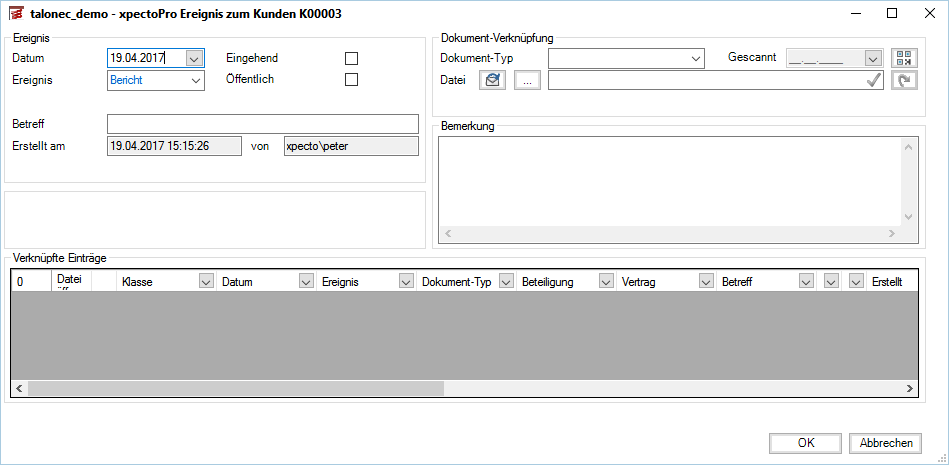 talonec_demo - xpectoPro Ereignis zum Kunden K00003
Ereignis
Datum 19.04.2017 Eingehend
Ereignis Bericht Öffentlich
Betreff
Erstellt am 19.04.2017 15:15:26 von xpecto\peter
Dokument-Verknüpfung
Dokument-Typ Gescannt __.__.____
Datei ...
Bemerkung
Verknüpfte Einträge
0 Datei Klasse Datum Ereignis Dokument-Typ Beteiligung Vertrag Betreff Erstellt
OK Abbrechen